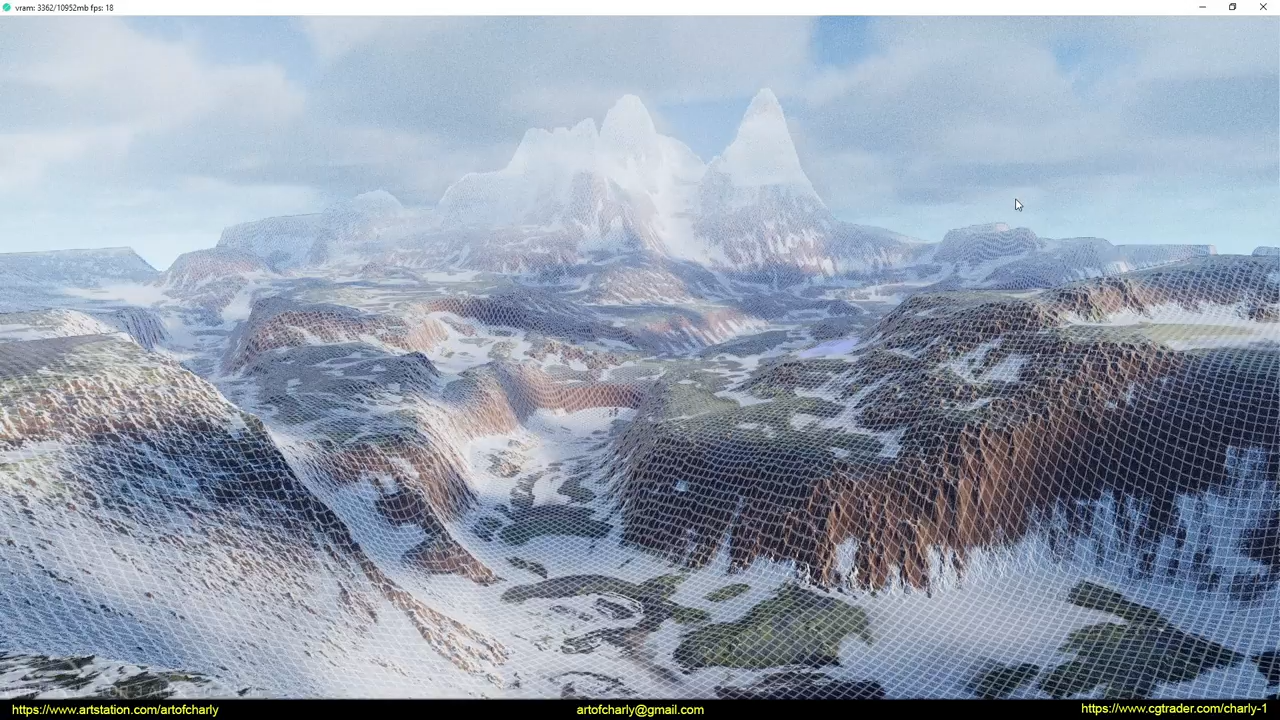 vram: 3362/10952mb fps: 18
https://www.artstation.com/artofcharly
artofcharly@gmail.com
https://www.cgtrader.com/charly-1